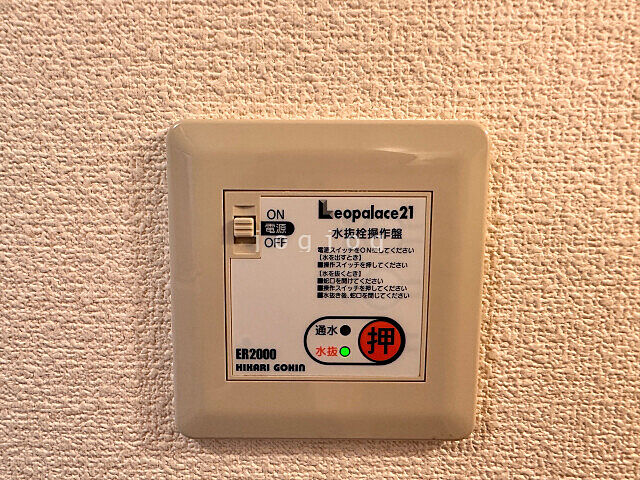 ON
電源
OFF
Leopalace21
水抜栓操作盤
電源スイッチをONにしてください
【水を出すとき】
■操作スイッチを押してください
【水を抜くとき】
■蛇口を開けてください
■操作スイッチを押してください
■水抜き後、蛇口を閉じてください
通水
水抜
押
ER2000
HIKARI GOKIN